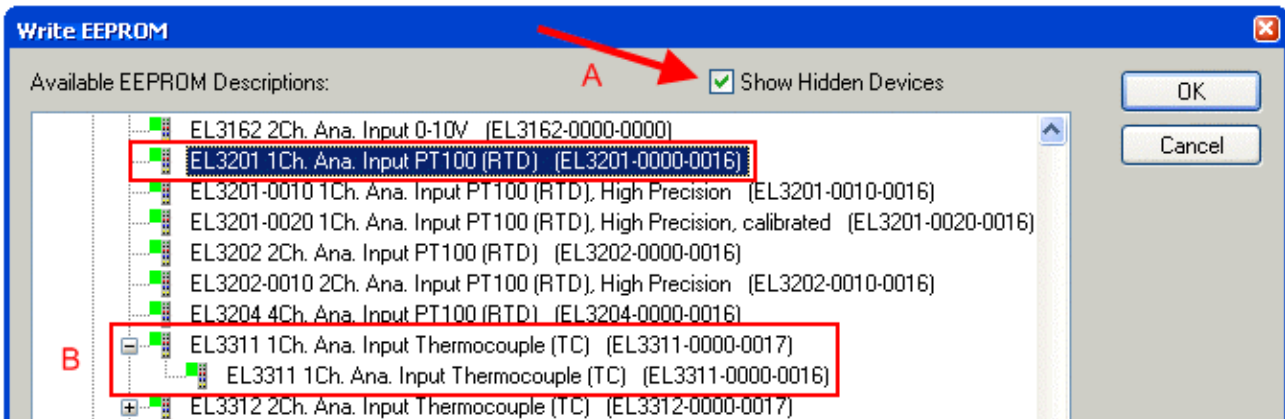 Write EEPROM
Available EEPROM Descriptions:
A
Show Hidden Devices
OK
Cancel
EL3162 2Ch. Ana. Input 0-10V (EL3162-0000-0000)
EL3201 1Ch. Ana. Input PT100 (RTD) (EL3201-0000-0016)
EL3201-0010 1Ch. Ana. Input PT100 (RTD), High Precision (EL3201-0010-0016)
EL3201-0020 1Ch. Ana. Input PT100 (RTD), High Precision, calibrated (EL3201-0020-0016)
EL3202 2Ch. Ana. Input PT100 (RTD) (EL3202-0000-0016)
EL3202-0010 2Ch. Ana. Input PT100 (RTD), High Precision (EL3202-0010-0016)
EL3204 4Ch. Ana. Input PT100 (RTD) (EL3204-0000-0016)
B
EL3311 1Ch. Ana. Input Thermocouple (TC) (EL3311-0000-0017)
EL3311 1Ch. Ana. Input Thermocouple (TC) (EL3311-0000-0016)
EL3312 2Ch. Ana. Input Thermocouple (TC) (EL3312-0000-0017)